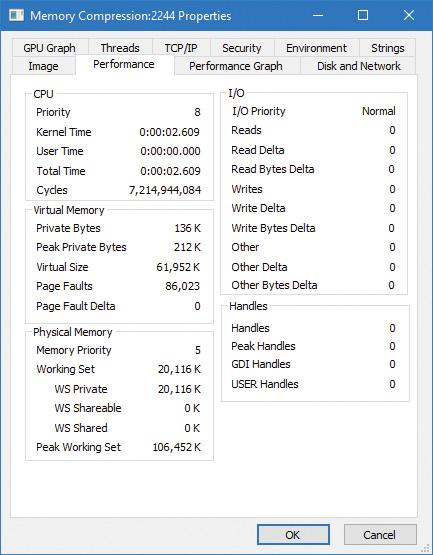 Memory Compression:2244 Properties
GPU Graph Threads TCP/IP Security Environment Strings
Image Performance Performance Graph Disk and Network
CPU
Priority 8
Kernel Time 0:00:02.609
User Time 0:00:00.000
Total Time 0:00:02.609
Cycles 7,214,944,084
Virtual Memory
Private Bytes 136 K
Peak Private Bytes 212 K
Virtual Size 61,952 K
Page Faults 86,023
Page Fault Delta 0
Physical Memory
Memory Priority 5
Working Set 20,116 K
WS Private 20,116 K
WS Shareable 0 K
WS Shared 0 K
Peak Working Set 106,452 K
I/O
I/O Priority Normal
Reads 0
Read Delta 0
Read Bytes Delta 0
Writes 0
Write Delta 0
Write Bytes Delta 0
Other 0
Other Delta 0
Other Bytes Delta 0
Handles
Handles 0
Peak Handles 0
GDI Handles 0
USER Handles 0
OK Cancel